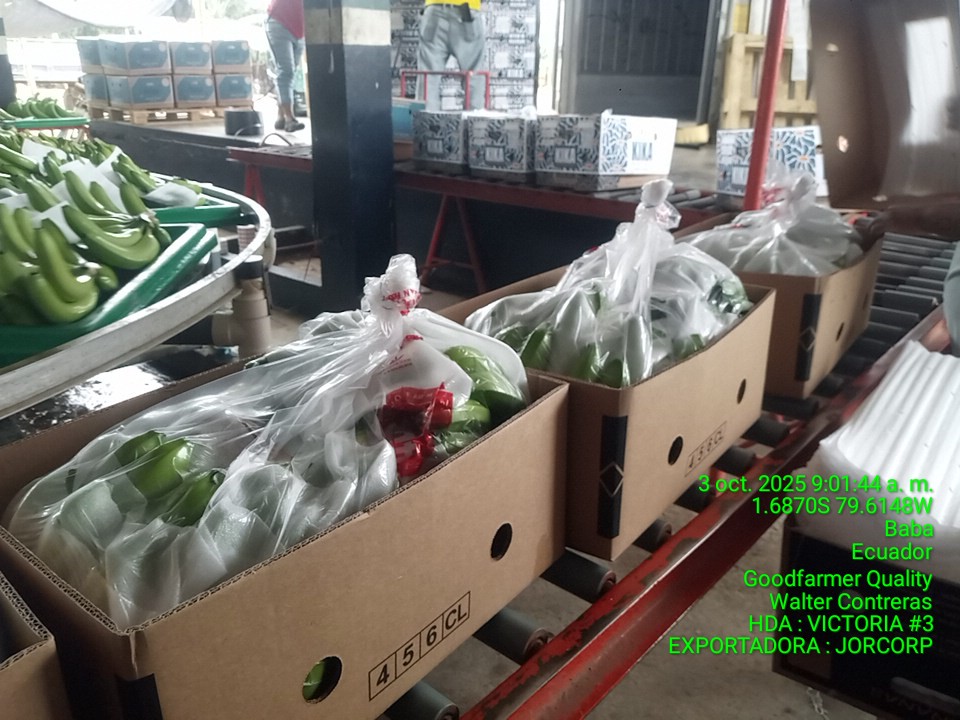 KIKA
4 5 6 CL
4 5 6 CL
3 oct. 2025 9:01:44 a. m.
1.6870S 79.6148W
Baba
Ecuador
Goodfarmer Quality
Walter Contreras
HDA : VICTORIA #3
EXPORTADORA : JORCORP